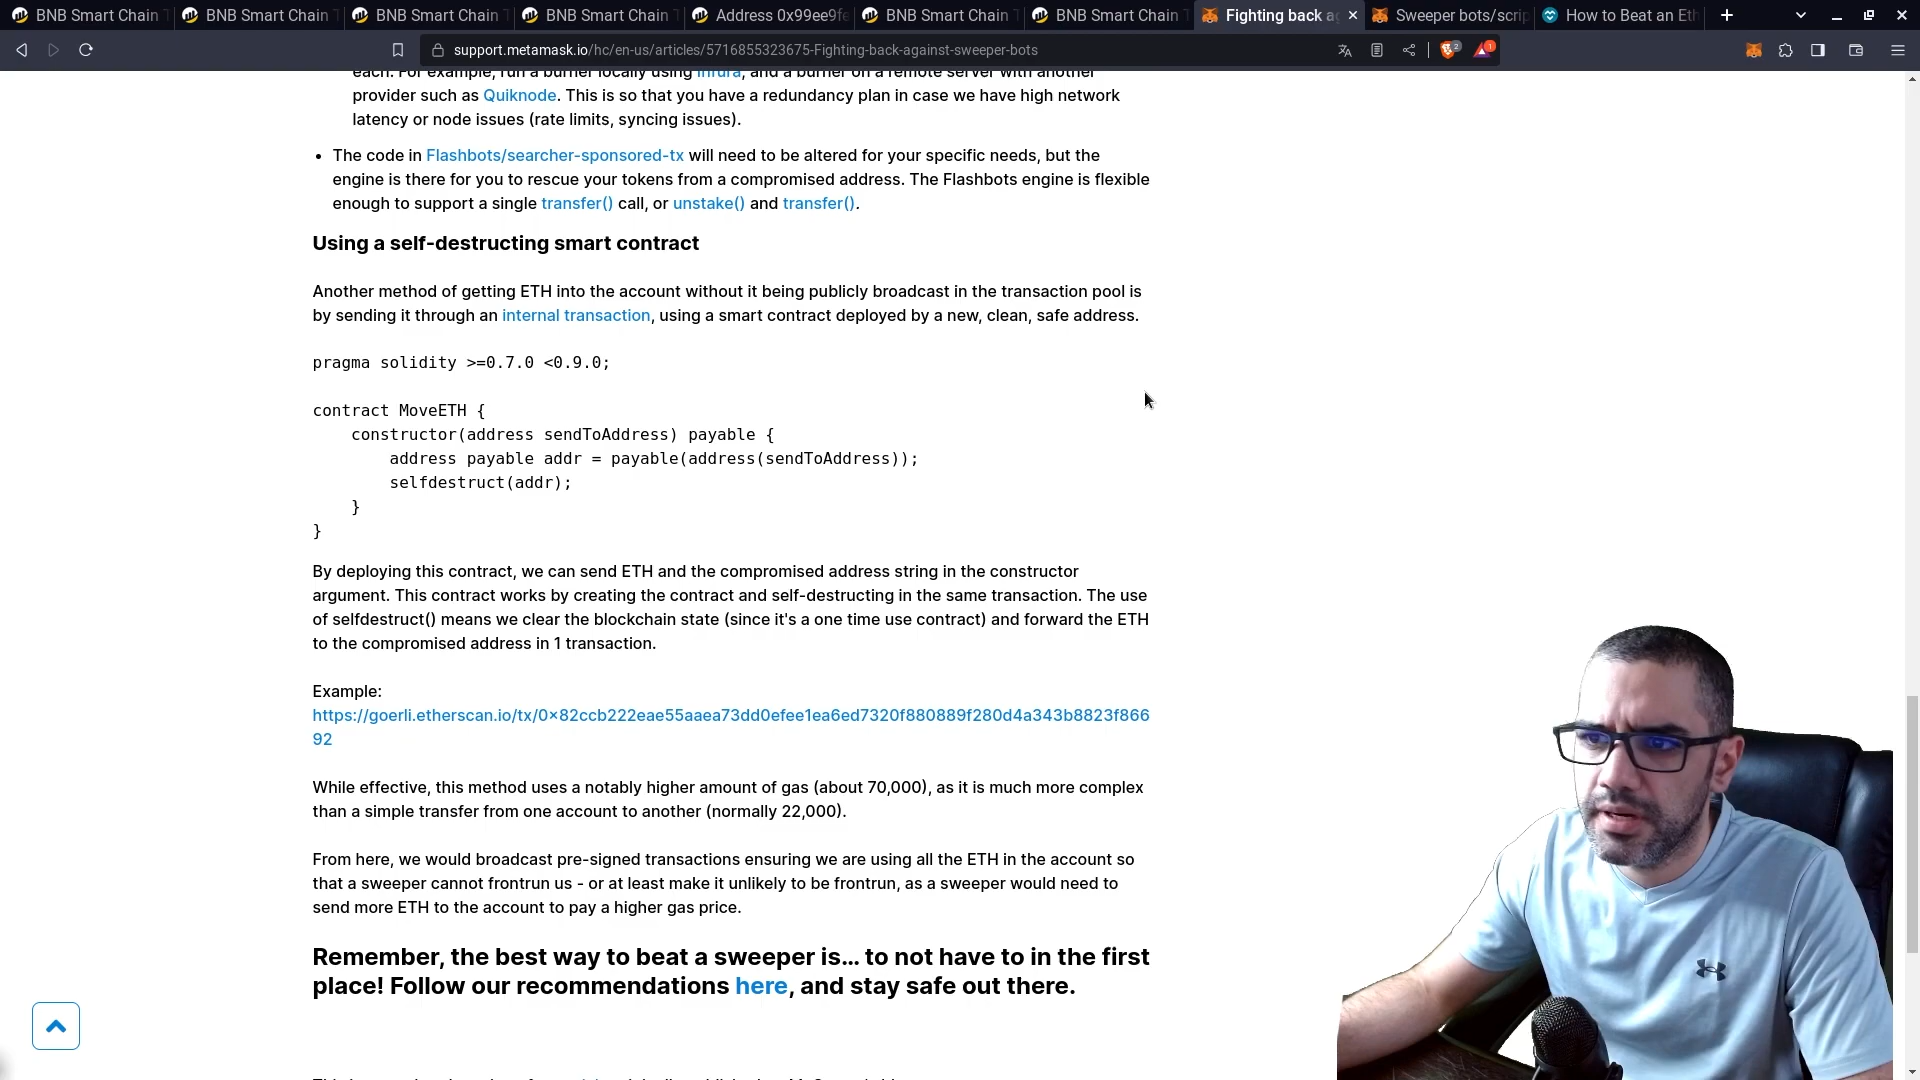 BNB Smart Chain T
BNB Smart Chain T
BNB Smart Chain T
BNB Smart Chain T
Address 0x99ee9fe
BNB Smart Chain T
BNB Smart Chain T
Fighting back ag
Sweeper bots/scrip
How to Beat an Eth
support.metamask.io/hc/en-us/articles/5716855323675-Fighting-back-against-sweeper-bots
2
1
each. For example, run a burner locally using Infura, and a burner on a remote server with another
provider such as Quiknode. This is so that you have a redundancy plan in case we have high network
latency or node issues (rate limits, syncing issues).
• The code in Flashbots/searcher-sponsored-tx will need to be altered for your specific needs, but the
engine is there for you to rescue your tokens from a compromised address. The Flashbots engine is flexible
enough to support a single transfer() call, or unstake() and transfer().
Using a self-destructing smart contract
Another method of getting ETH into the account without it being publicly broadcast in the transaction pool is
by sending it through an internal transaction, using a smart contract deployed by a new, clean, safe address.
pragma solidity >=0.7.0 <0.9.0;
contract MoveETH {
constructor(address sendToAddress) payable {
address payable addr = payable(address(sendToAddress));
selfdestruct(addr);
}
}
By deploying this contract, we can send ETH and the compromised address string in the constructor
argument. This contract works by creating the contract and self-destructing in the same transaction. The use
of selfdestruct() means we clear the blockchain state (since it's a one time use contract) and forward the ETH
to the compromised address in 1 transaction.
Example:
https://goerli.etherscan.io/tx/0×82ccb222eae55aaea73dd0efee1ea6ed7320f880889f280d4a343b8823f866
92
While effective, this method uses a notably higher amount of gas (about 70,000), as it is much more complex
than a simple transfer from one account to another (normally 22,000).
From here, we would broadcast pre-signed transactions ensuring we are using all the ETH in the account so
that a sweeper cannot frontrun us - or at least make it unlikely to be frontrun, as a sweeper would need to
send more ETH to the account to pay a higher gas price.
Remember, the best way to beat a sweeper is... to not have to in the first
place! Follow our recommendations here, and stay safe out there.